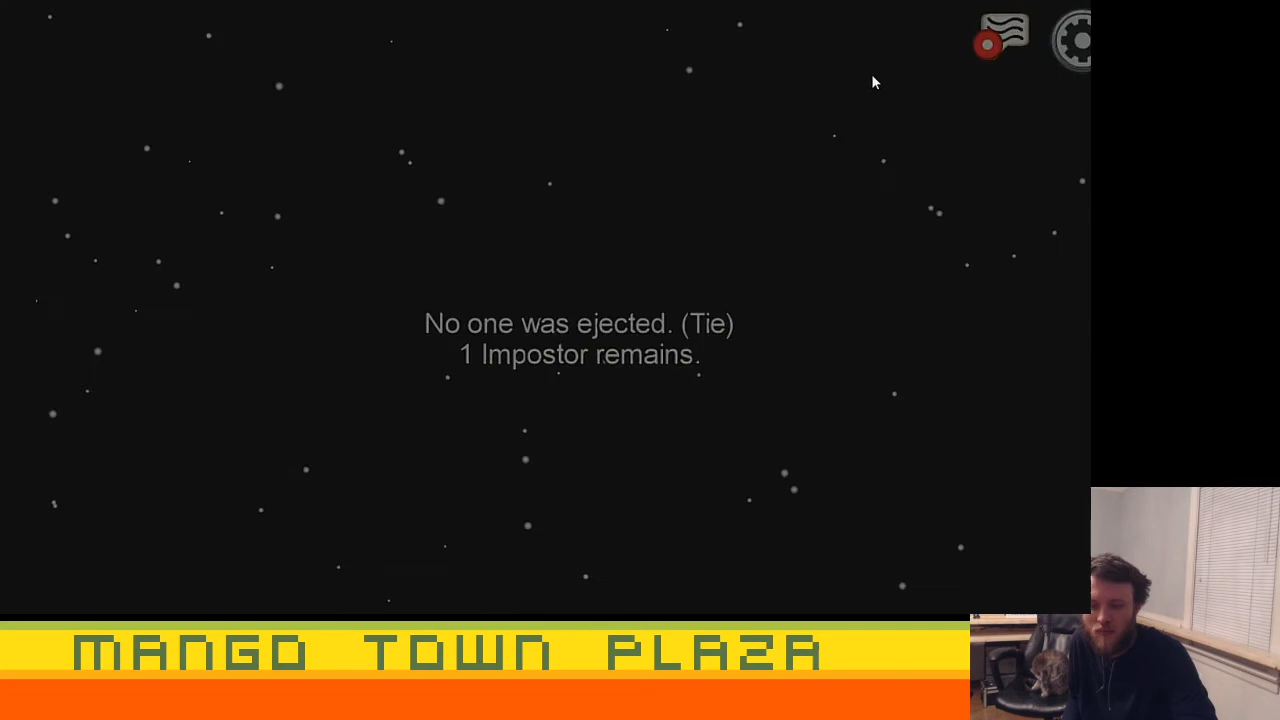 No one was ejected. (Tie)
1 Impostor remains.
MANGO TOWN PLAZA